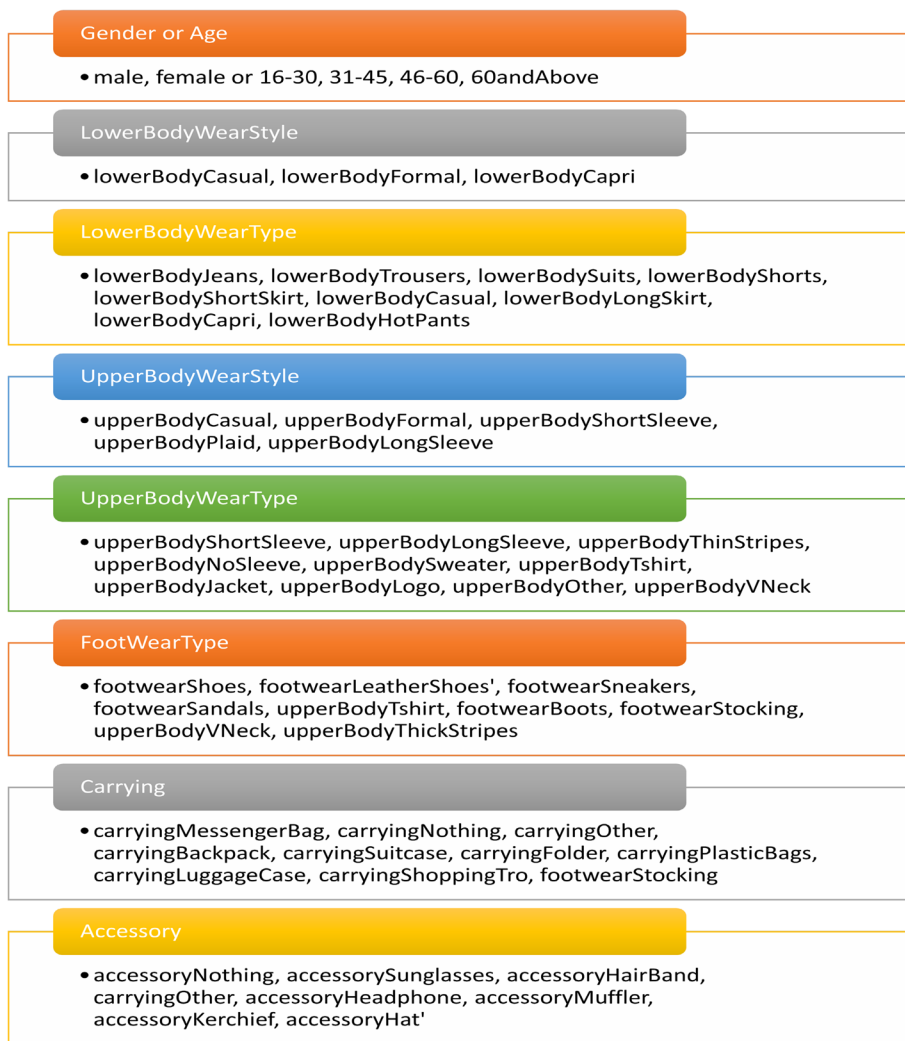 Gender or Age
•male, female or 16-30, 31-45, 46-60, 60andAbove
LowerBodyWearStyle
•lowerBodyCasual, lowerBodyFormal, lowerBodyCapri
LowerBodyWearType
•lowerBodyJeans, lowerBodyTrousers, lowerBodySuits, lowerBodyShorts,
lowerBodyShortSkirt, lowerBodyCasual, lowerBodyLongSkirt,
lowerBodyCapri, lowerBodyHotPants
UpperBodyWearStyle
•upperBodyCasual, upperBodyFormal, upperBodyShortSleeve,
upperBodyPlaid, upperBodyLongSleeve
UpperBodyWearType
•upperBodyShortSleeve, upperBodyLongSleeve, upperBodyThinStripes,
upperBodyNoSleeve, upperBodySweater, upperBodyTshirt,
upperBodyJacket, upperBodyLogo, upperBodyOther, upperBodyVNeck
FootWearType
•footwearShoes, footwearLeatherShoes', footwearSneakers,
footwearSandals, upperBodyTshirt, footwearBoots, footwearStocking,
upperBodyVNeck, upperBodyThickStripes
Carrying
•carryingMessengerBag, carryingNothing, carryingOther,
carryingBackpack, carryingSuitcase, carryingFolder, carryingPlasticBags,
carryingLuggageCase, carryingShoppingTro, footwearStocking
Accessory
•accessoryNothing, accessorySunglasses, accessoryHairBand,
carryingOther, accessoryHeadphone, accessoryMuffler,
accessoryKerchief, accessoryHat'